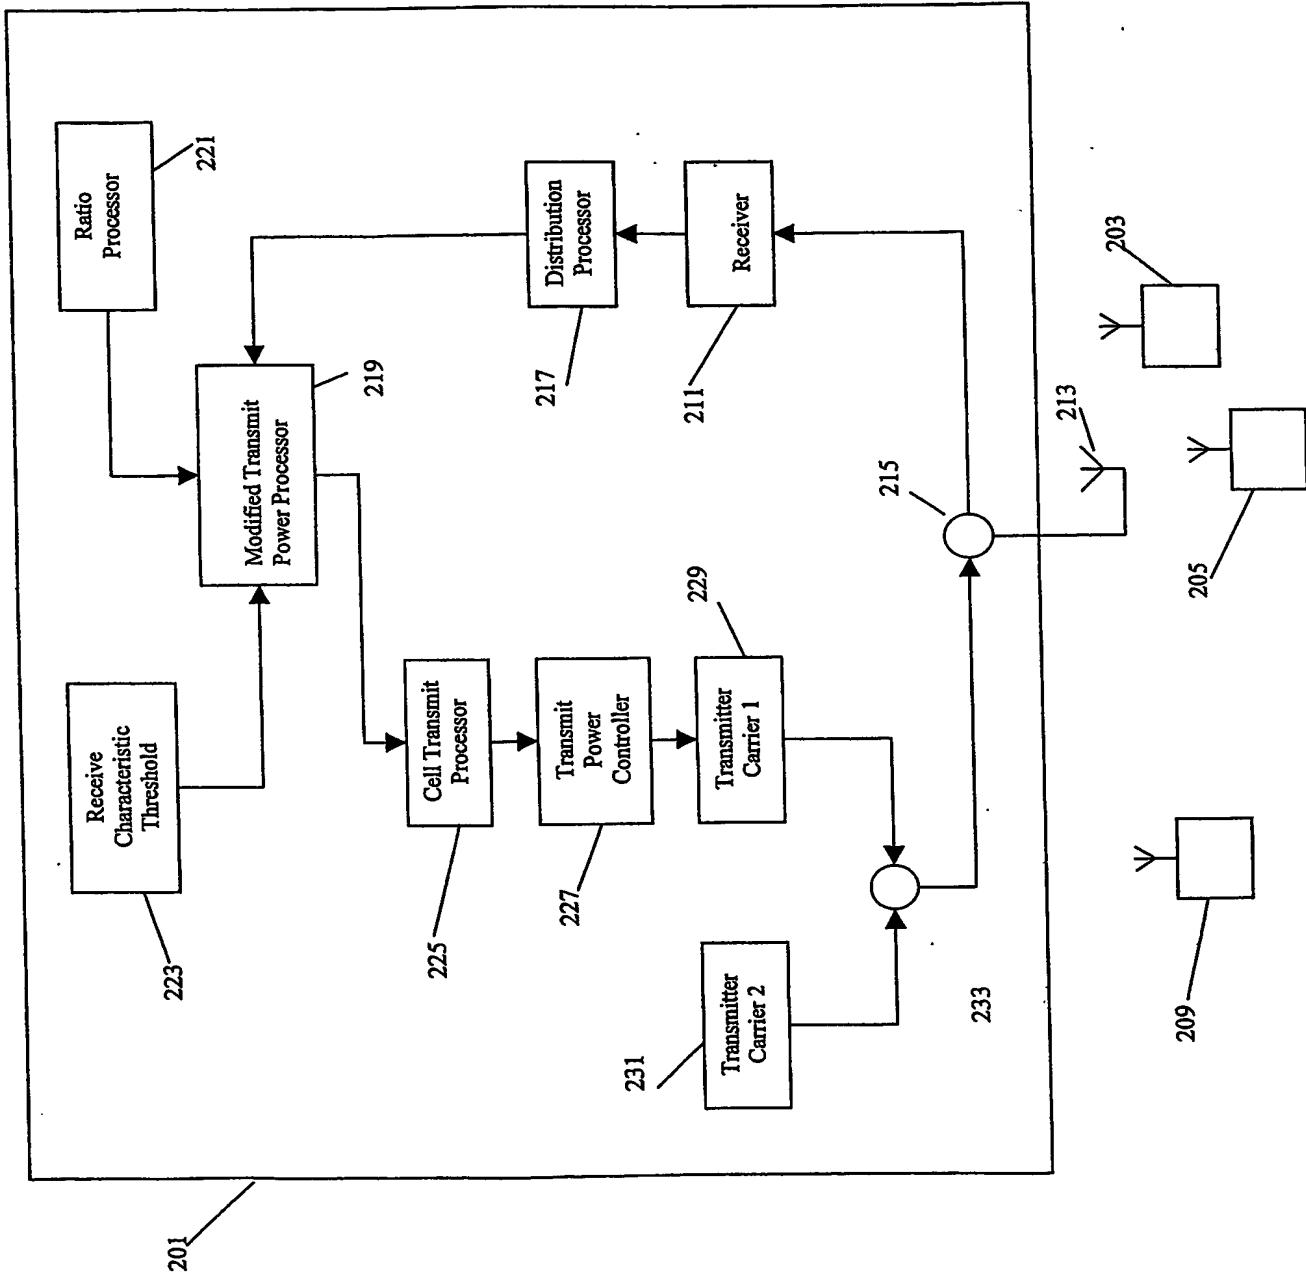 201
223
Receive
Characteristic
Threshold
Ratio
Processor
221
Modified Transmit
Power Processor
219
225
Cell Transmit
Processor
217
Distribution
Processor
227
Transmit
Power
Controller
211
Receiver
231
Transmitter
Carrier 2
229
Transmitter
Carrier 1
233
215
213
203
209
205